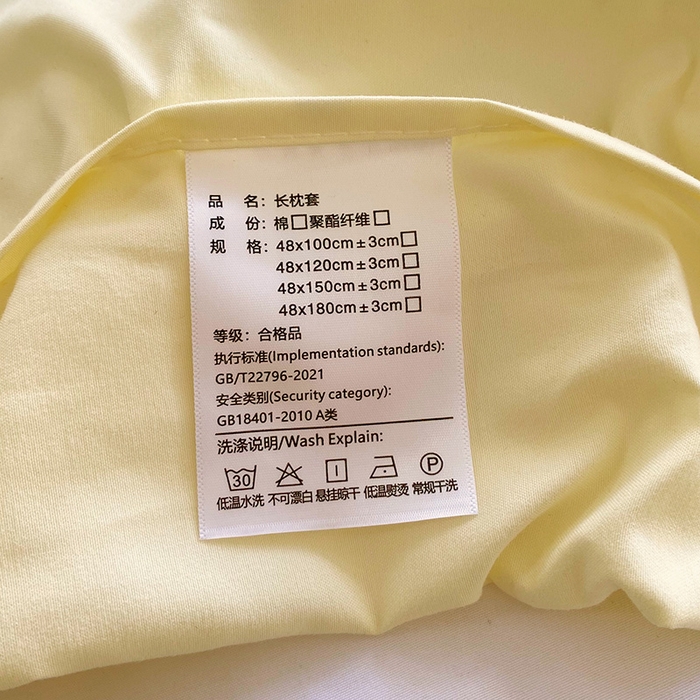 品 名：长枕套
成 份：棉□聚酯纤维□
规 格：48x100cm±3cm□
48x120cm±3cm□
48x150cm±3cm□
48x180cm±3cm□
等级：合格品
执行标准(Implementation standards):
GB/T22796-2021
安全类别(Security category):
GB18401-2010 A类
洗涤说明/Wash Explain:
30 P
低温水洗 不可漂白 悬挂晾干 低温熨烫 常规干洗